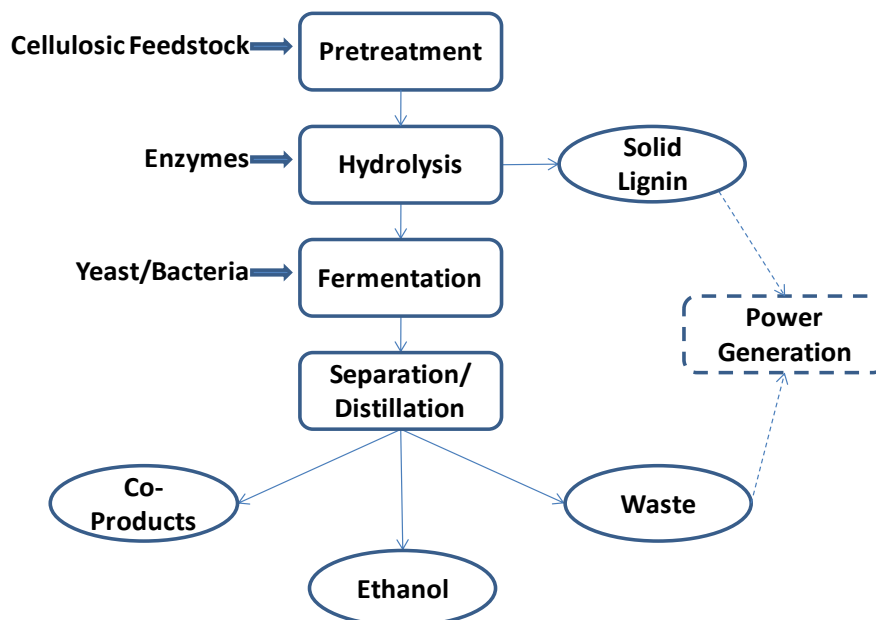 Cellulosic Feedstock
Pretreatment
Enzymes
Hydrolysis
Solid
Lignin
Yeast/Bacteria
Fermentation
Power
Generation
Separation/
Distillation
Co-
Products
Waste
Ethanol